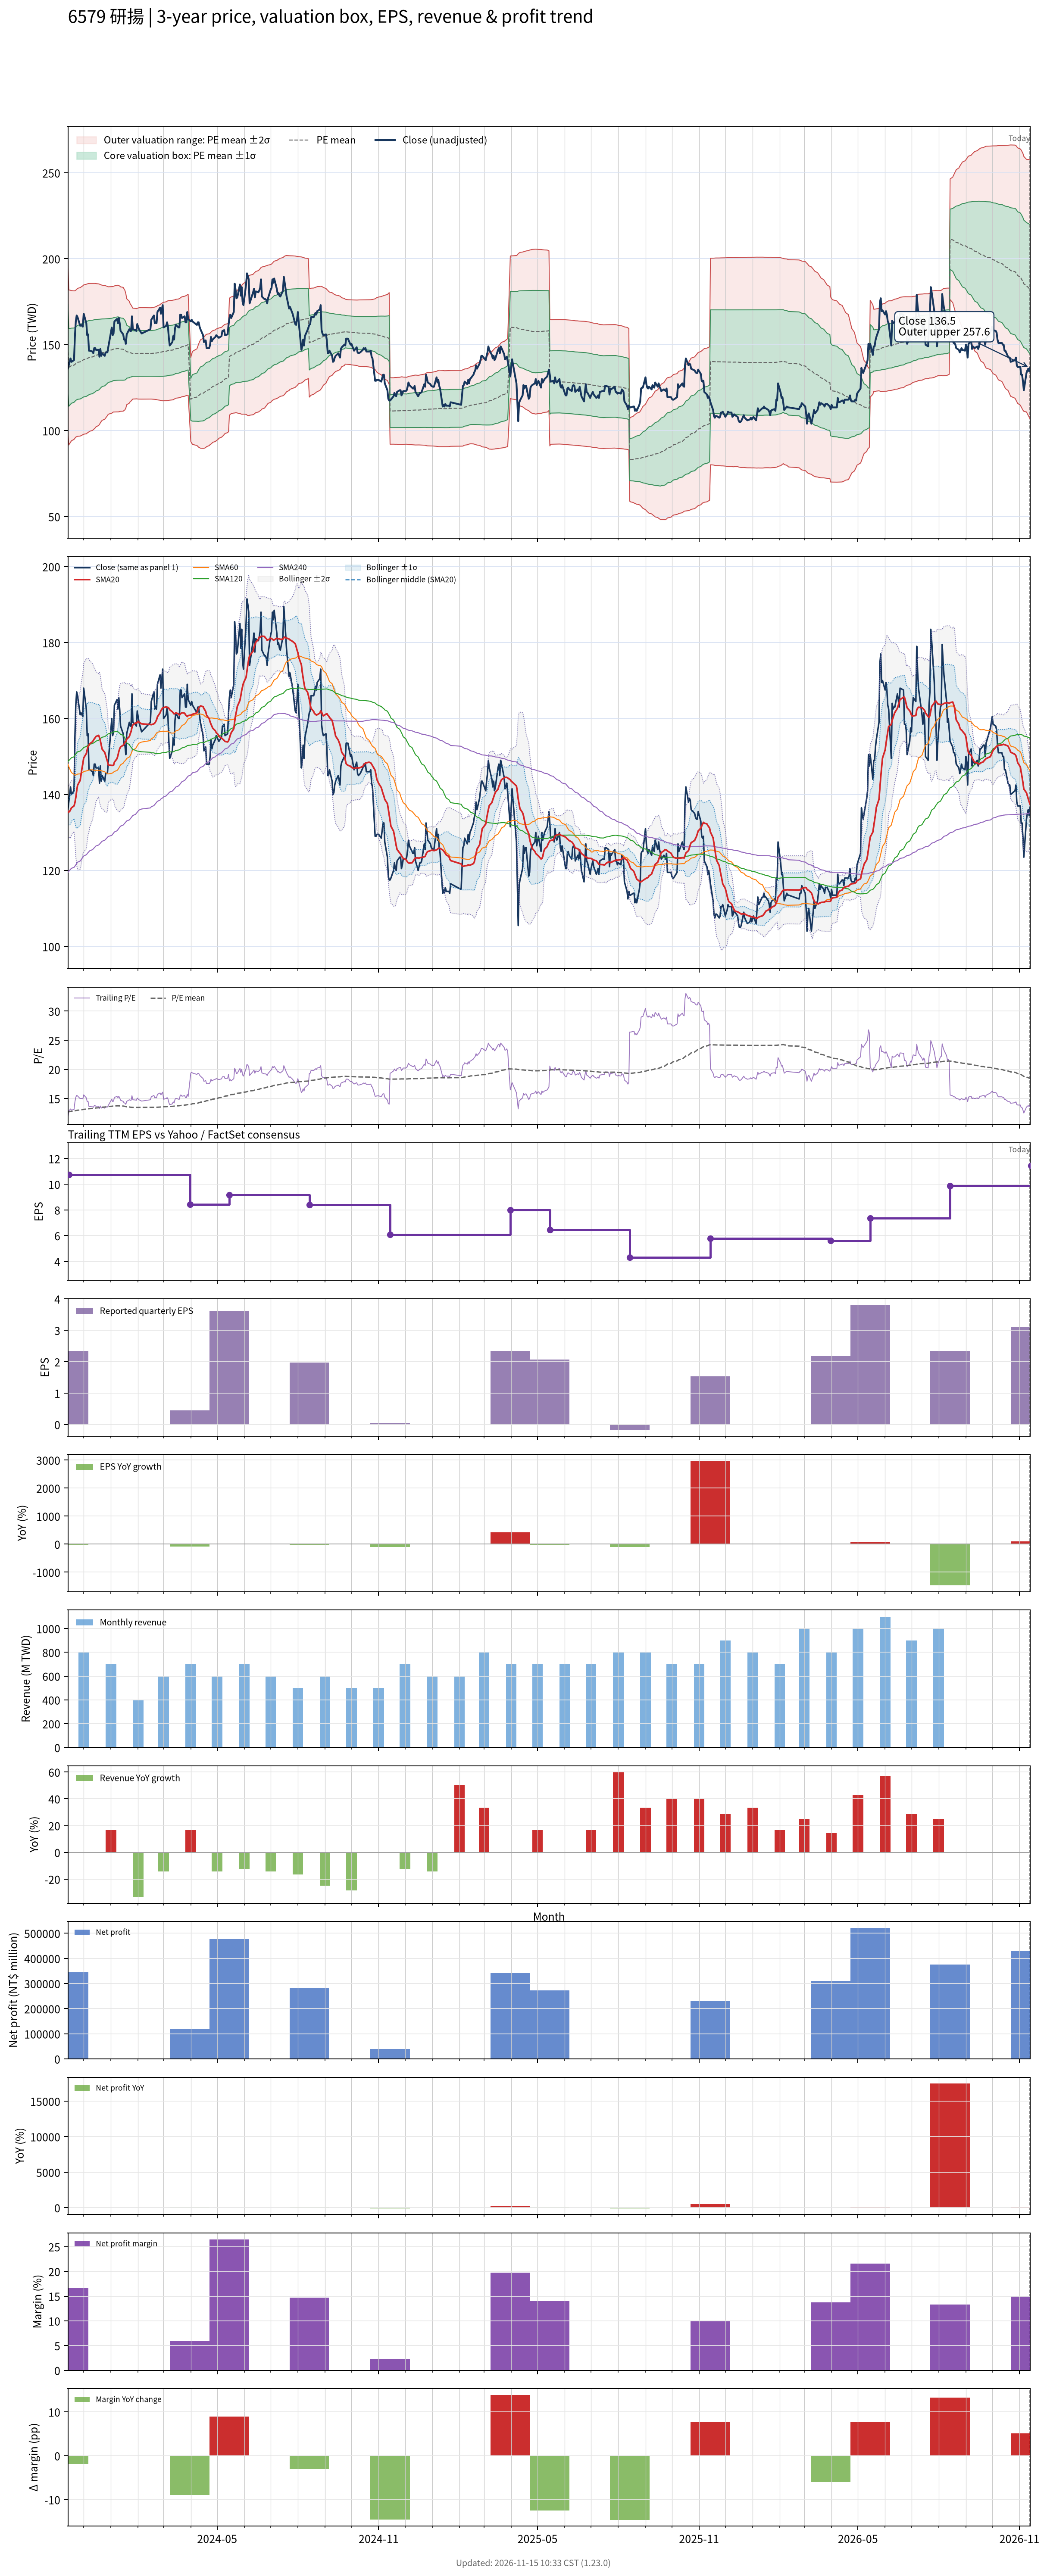 6579 研揚 | 3-year price, valuation box, EPS, revenue & profit trend
Outer valuation range: PE mean ±2σ
Core valuation box: PE mean ±1σ
PE mean
Close (unadjusted)
Today
Close 136.5
Outer upper 257.6
Price (TWD)
250
200
150
100
50
Close (same as panel 1)
SMA20
SMA60
SMA120
SMA240
Bollinger ±2σ
Bollinger ±1σ
Bollinger middle (SMA20)
Price
200
180
160
140
120
100
Trailing P/E
P/E mean
P/E
30
25
20
15
Trailing TTM EPS vs Yahoo / FactSet consensus
Today
EPS
12
10
8
6
4
Reported quarterly EPS
EPS
4
3
2
1
0
EPS YoY growth
YoY (%)
3000
2000
1000
0
-1000
Monthly revenue
Revenue (M TWD)
1000
800
600
400
200
0
Revenue YoY growth
YoY (%)
60
40
20
0
-20
Month
Net profit
Net profit (NT$ million)
500000
400000
300000
200000
100000
0
Net profit YoY
YoY (%)
15000
10000
5000
0
Net profit margin
Margin (%)
25
20
15
10
5
0
Margin YoY change
Δ margin (pp)
10
0
-10
2024-05
2024-11
2025-05
2025-11
2026-05
2026-11
Updated: 2026-11-15 10:33 CST (1.23.0)